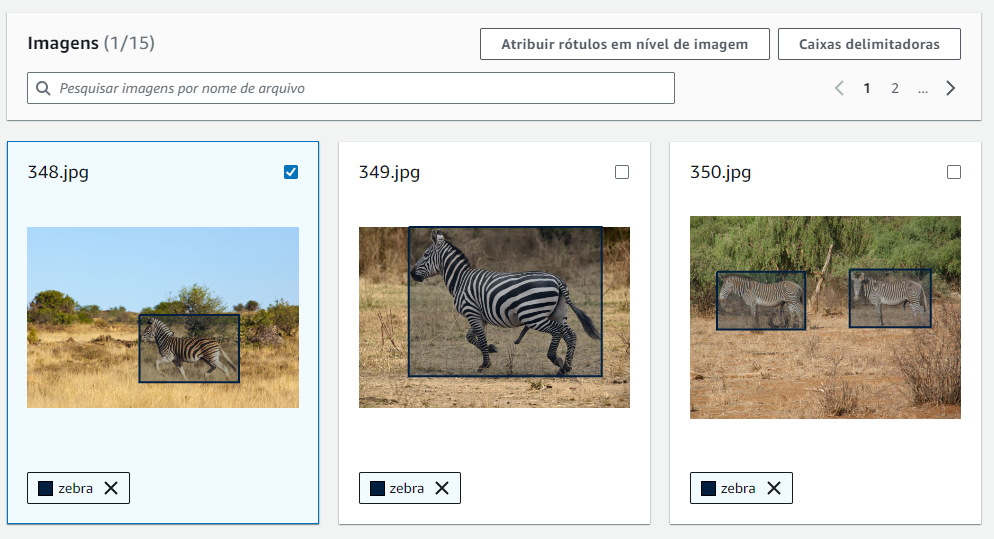 Imagens (1/15)
Atribuir rótulos em nível de imagem
Caixas delimitadoras
Pesquisar imagens por nome de arquivo
1 2 ...
348.jpg
349.jpg
350.jpg
zebra
zebra
zebra